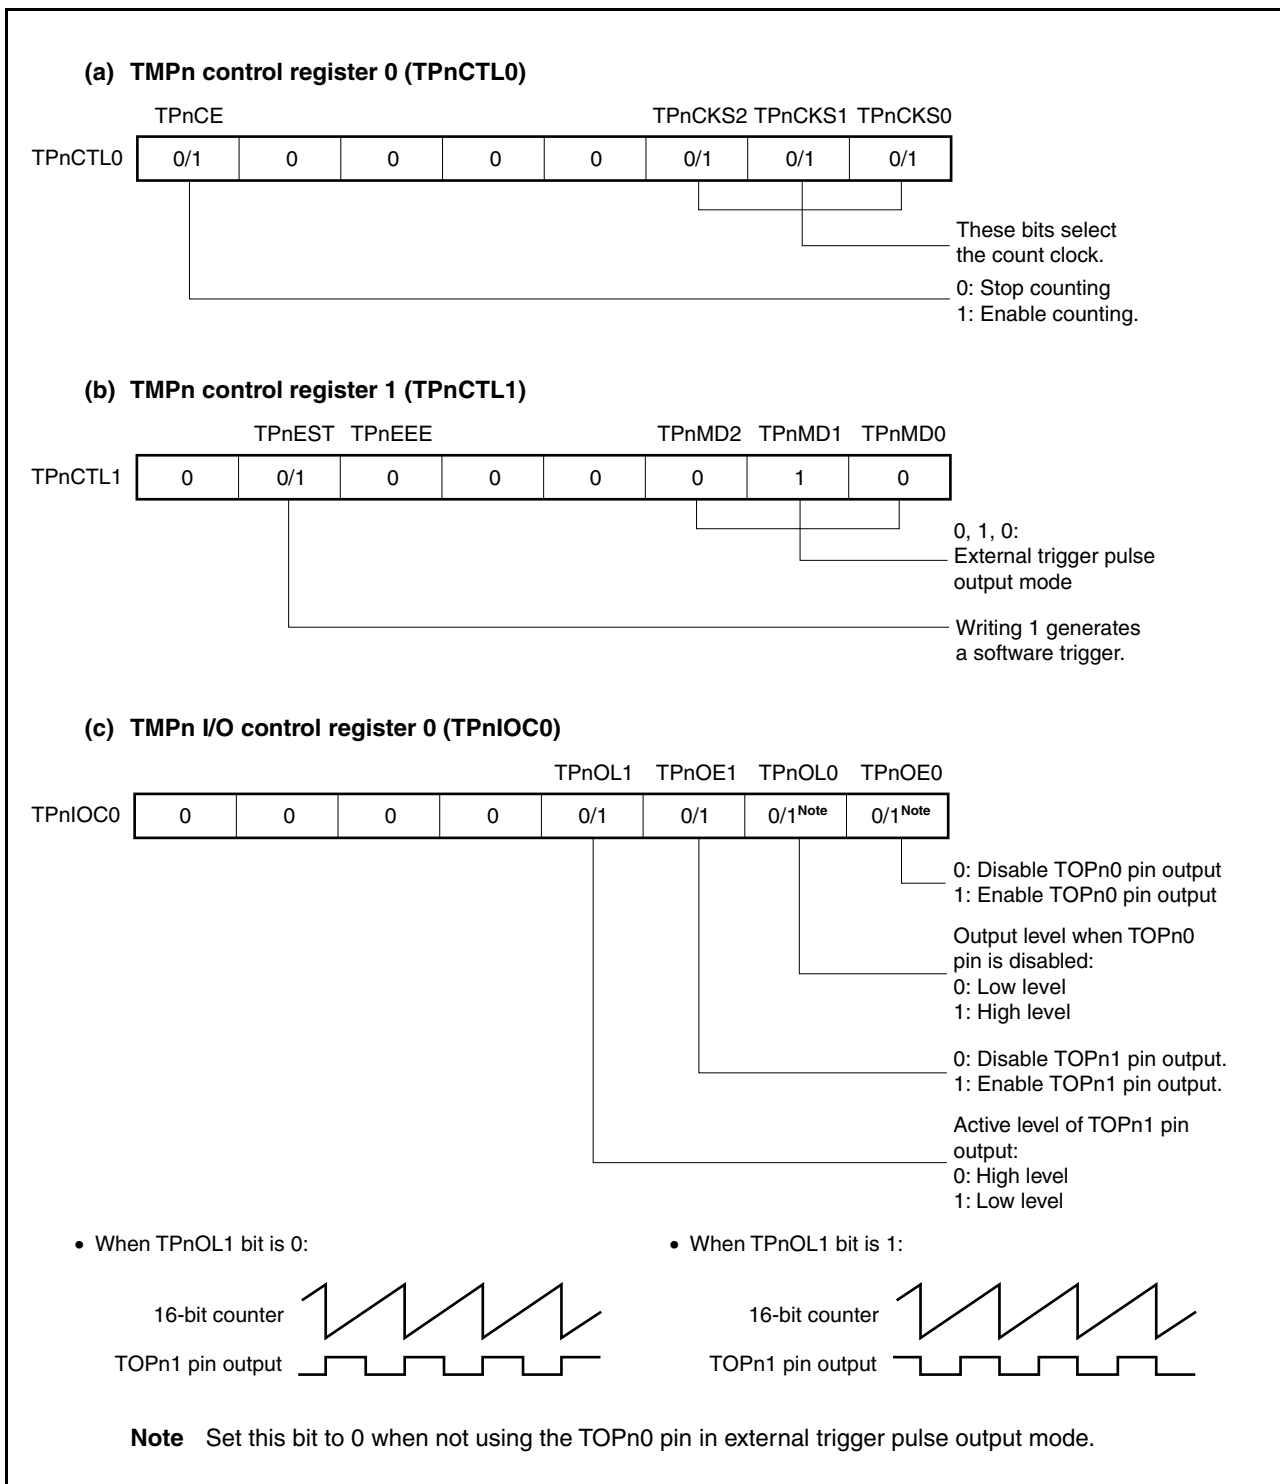 (a) TMPn control register 0 (TPnCTL0)
TPnCE TPnCKS2 TPnCKS1 TPnCKS0
TPnCTL0 0/1 0 0 0 0 0/1 0/1 0/1
These bits select
the count clock.
0: Stop counting
1: Enable counting.
(b) TMPn control register 1 (TPnCTL1)
TPnEST TPnEEE TPnMD2 TPnMD1 TPnMD0
TPnCTL1 0 0/1 0 0 0 0 1 0
0, 1, 0:
External trigger pulse
output mode
Writing 1 generates
a software trigger.
(c) TMPn I/O control register 0 (TPnIOC0)
TPnOL1 TPnOE1 TPnOL0 TPnOE0
TPnIOC0 0 0 0 0 0/1 0/1 0/1Note 0/1Note
0: Disable TOPn0 pin output
1: Enable TOPn0 pin output
Output level when TOPn0
pin is disabled:
0: Low level
1: High level
0: Disable TOPn1 pin output.
1: Enable TOPn1 pin output.
Active level of TOPn1 pin
output:
0: High level
1: Low level
• When TPnOL1 bit is 0: • When TPnOL1 bit is 1:
16-bit counter 16-bit counter
TOPn1 pin output TOPn1 pin output
Note Set this bit to 0 when not using the TOPn0 pin in external trigger pulse output mode.